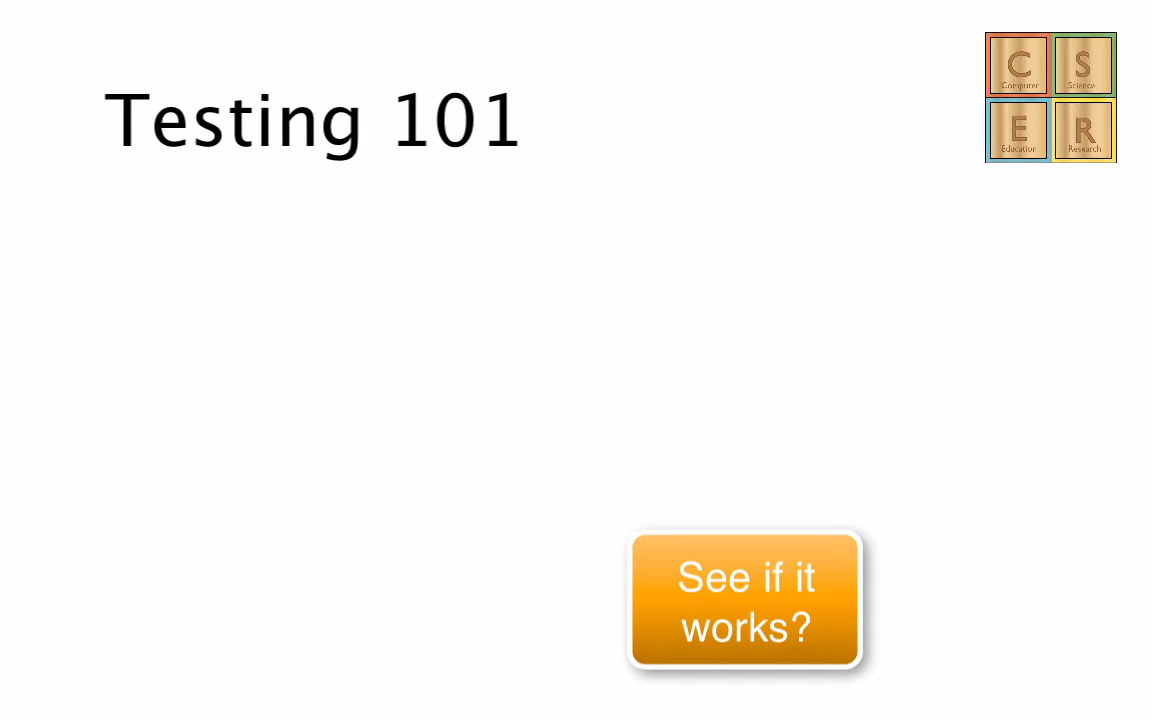 Testing 101
C S
Computer Science
E R
Education Research
See if it
works?